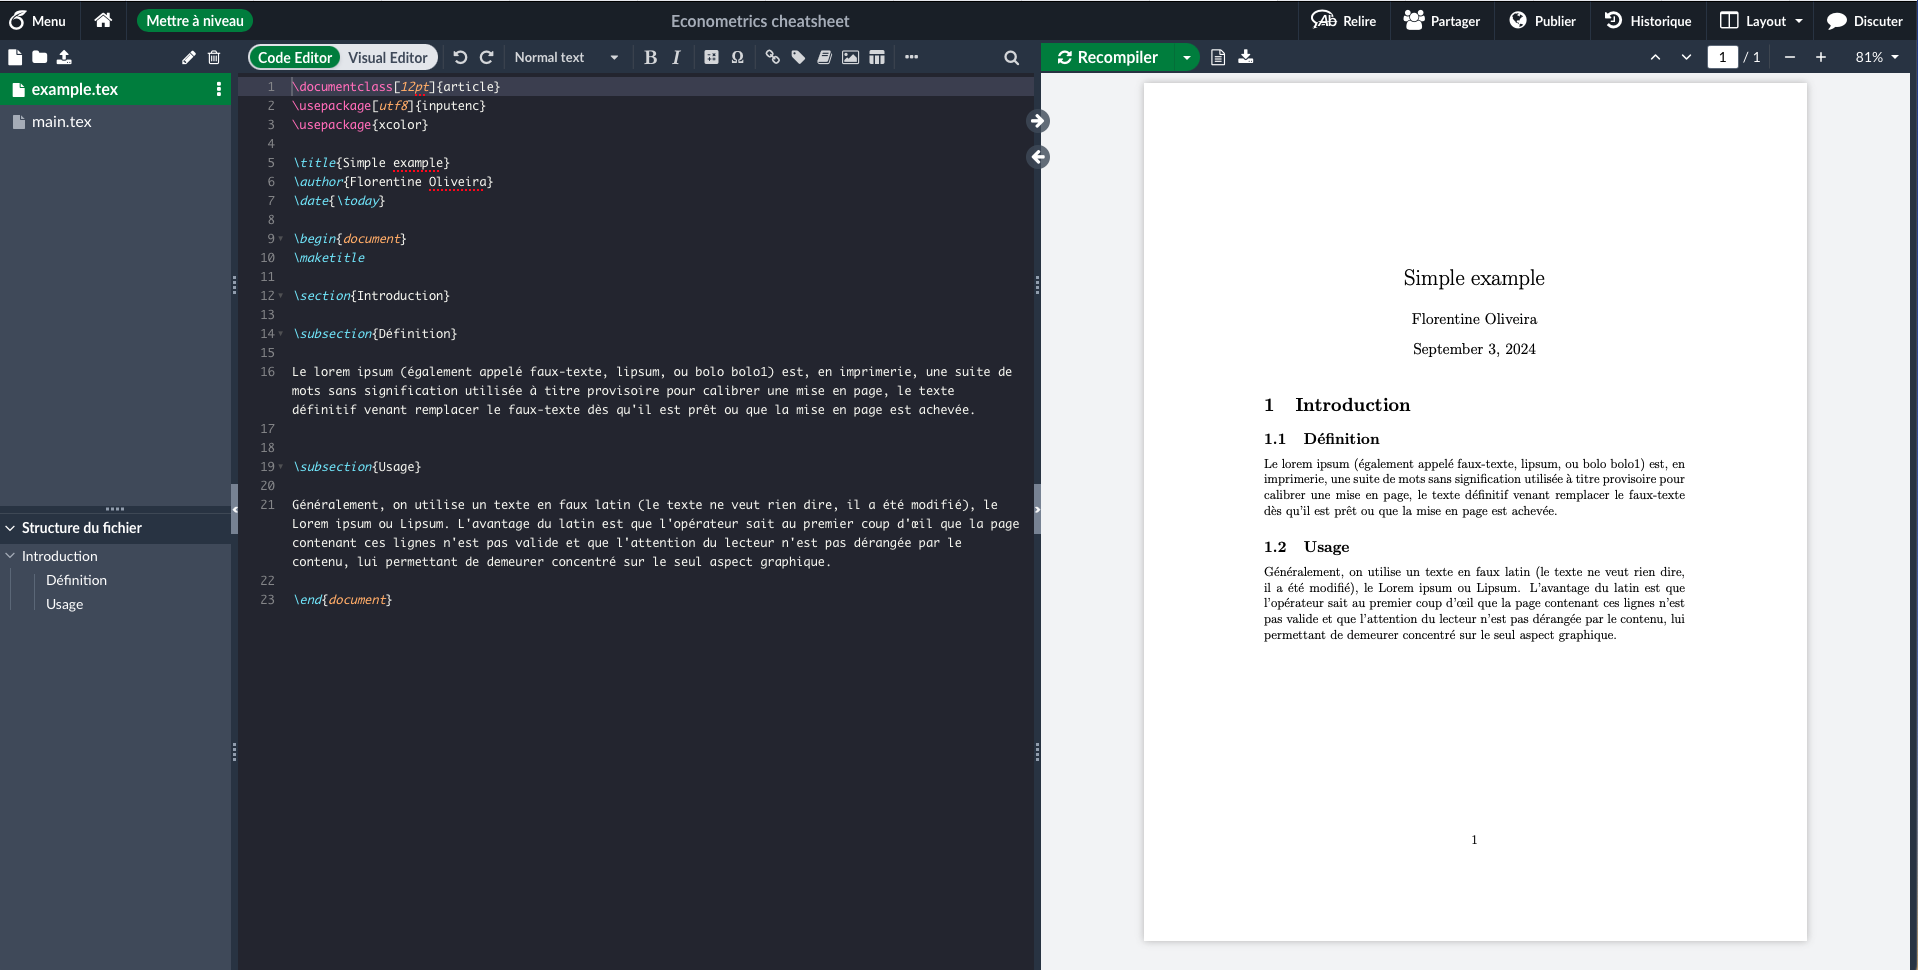 Menu
Mettre à niveau
Econometrics cheatsheet
Relire
Partager
Publier
Historique
Layout
Discuter
Code Editor
Visual Editor
Normal text
B I
Ω
Recompiler
1 / 1
81%
example.tex
main.tex
Structure du fichier
Introduction
Définition
Usage
1 \documentclass[12pt]{article}
2 \usepackage[utf8]{inputenc}
3 \usepackage{xcolor}
4
5 \title{Simple example}
6 \author{Florentine Oliveira}
7 \date{\today}
8
9 \begin{document}
10 \maketitle
11
12 \section{Introduction}
13
14 \subsection{Définition}
15
16 Le lorem ipsum (également appelé faux-texte, lipsum, ou bolo bolo1) est, en imprimerie, une suite de
mots sans signification utilisée à titre provisoire pour calibrer une mise en page, le texte
définitif venant remplacer le faux-texte dès qu'il est prêt ou que la mise en page est achevée.
17
18
19 \subsection{Usage}
20
21 Généralement, on utilise un texte en faux latin (le texte ne veut rien dire, il a été modifié), le
Lorem ipsum ou Lipsum. L'avantage du latin est que l'opérateur sait au premier coup d'œil que la page
contenant ces lignes n'est pas valide et que l'attention du lecteur n'est pas dérangée par le
contenu, lui permettant de demeurer concentré sur le seul aspect graphique.
22
23 \end{document}
Simple example
Florentine Oliveira
September 3, 2024
1 Introduction
1.1 Définition
Le lorem ipsum (également appelé faux-texte, lipsum, ou bolo bolo1) est, en
imprimerie, une suite de mots sans signification utilisée à titre provisoire pour
calibrer une mise en page, le texte définitif venant remplacer le faux-texte
dès qu'il est prêt ou que la mise en page est achevée.
1.2 Usage
Généralement, on utilise un texte en faux latin (le texte ne veut rien dire,
il a été modifié), le Lorem ipsum ou Lipsum. L'avantage du latin est que
l'opérateur sait au premier coup d'œil que la page contenant ces lignes n'est
pas valide et que l'attention du lecteur n'est pas dérangée par le contenu, lui
permettant de demeurer concentré sur le seul aspect graphique.
1